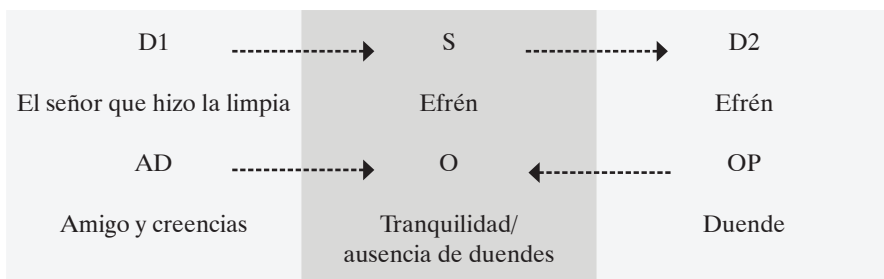 D1 S D2
El señor que hizo la limpia Efrén Efrén
AD O OP
Amigo y creencias Tranquilidad/ Duende
ausencia de duendes